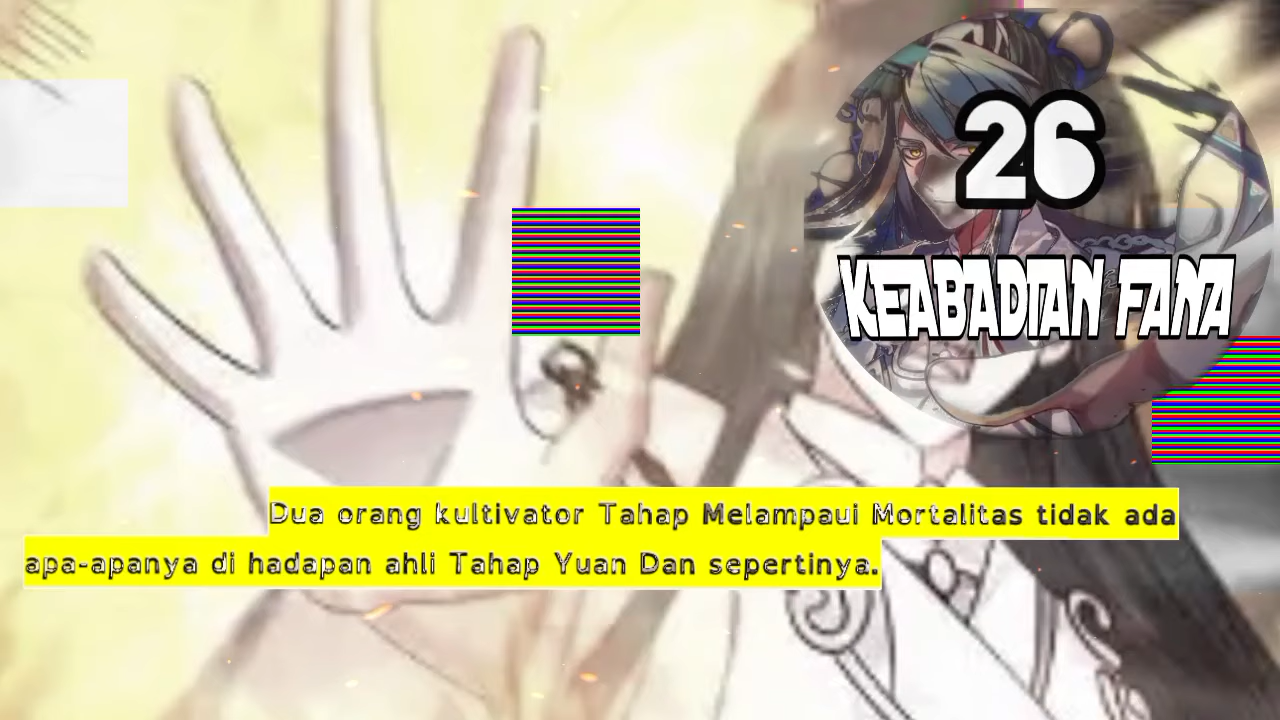 26
KEABADIAN FANA
Dua orang kultivator Tahap Melampaui Mortalitas tidak ada
apa-apanya di hadapan ahli Tahap Yuan Dan sepertinya.